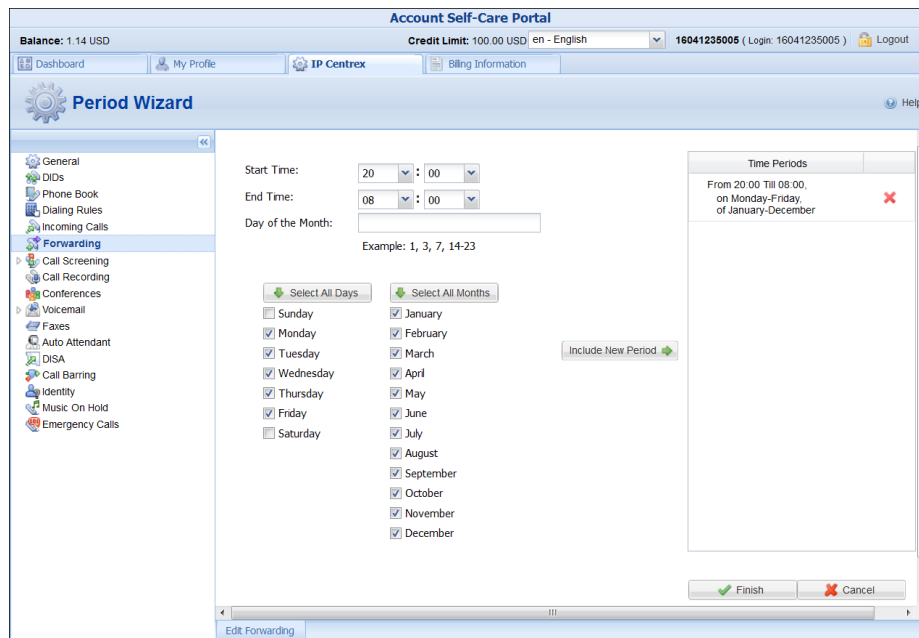 Account Self-Care Portal
Balance: 1.14 USD Credit Limit: 100.00 USD en - English 16041235005 ( Login: 16041235005 ) Logout
Dashboard My Profile IP Centrex Billing Information
Period Wizard Help
General
DIDs
Phone Book
Dialing Rules
Incoming Calls
Forwarding
Call Screening
Call Recording
Conferences
Voicemail
Faxes
Auto Attendant
DISA
Call Barring
Identity
Music On Hold
Emergency Calls
Start Time: 20 : 00
End Time: 08 : 00
Day of the Month:
Example: 1, 3, 7, 14-23
Select All Days Select All Months
Sunday January
Monday February
Tuesday March
Wednesday April
Thursday May
Friday June
Saturday July
August
September
October
November
December
Include New Period
Time Periods
From 20:00 Till 08:00,
on Monday-Friday,
of January-December
Finish Cancel
Edit Forwarding